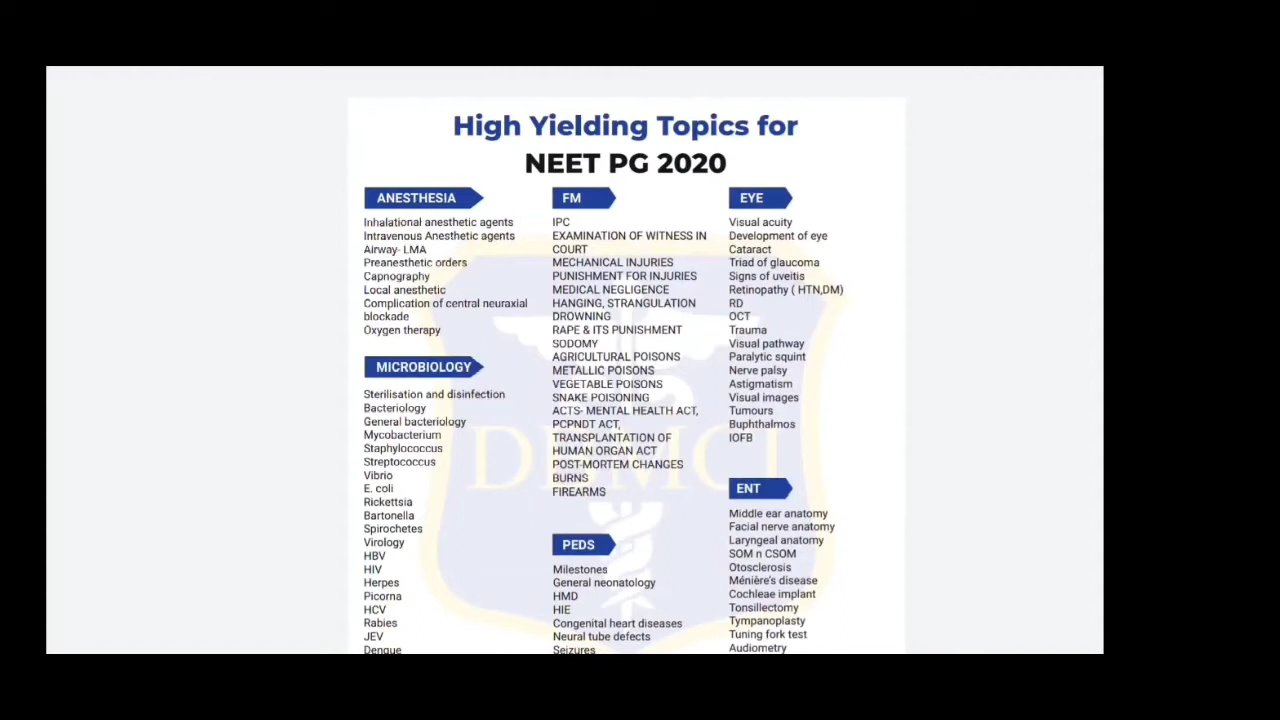 High Yielding Topics for
NEET PG 2020
ANESTHESIA
Inhalational anesthetic agents
Intravenous Anesthetic agents
Airway- LMA
Preanesthetic orders
Capnography
Local anesthetic
Complication of central neuraxial
blockade
Oxygen therapy
MICROBIOLOGY
Sterilisation and disinfection
Bacteriology
General bacteriology
Mycobacterium
Staphylococcus
Streptococcus
Vibrio
E. coli
Rickettsia
Bartonella
Spirochetes
Virology
HBV
HIV
Herpes
Picorna
HCV
Rabies
JEV
Dengue
FM
IPC
EXAMINATION OF WITNESS IN
COURT
MECHANICAL INJURIES
PUNISHMENT FOR INJURIES
MEDICAL NEGLIGENCE
HANGING, STRANGULATION
DROWNING
RAPE & ITS PUNISHMENT
SODOMY
AGRICULTURAL POISONS
METALLIC POISONS
VEGETABLE POISONS
SNAKE POISONING
ACTS- MENTAL HEALTH ACT,
PCPNDT ACT,
TRANSPLANTATION OF
HUMAN ORGAN ACT
POST-MORTEM CHANGES
BURNS
FIREARMS
PEDS
Milestones
General neonatology
HMD
HIE
Congenital heart diseases
Neural tube defects
Seizures
EYE
Visual acuity
Development of eye
Cataract
Triad of glaucoma
Signs of uveitis
Retinopathy ( HTN,DM)
RD
OCT
Trauma
Visual pathway
Paralytic squint
Nerve palsy
Astigmatism
Visual images
Tumours
Buphthalmos
IOFB
ENT
Middle ear anatomy
Facial nerve anatomy
Laryngeal anatomy
SOM n CSOM
Otosclerosis
Ménière's disease
Cochleae implant
Tonsillectomy
Tympanoplasty
Tuning fork test
Audiometry